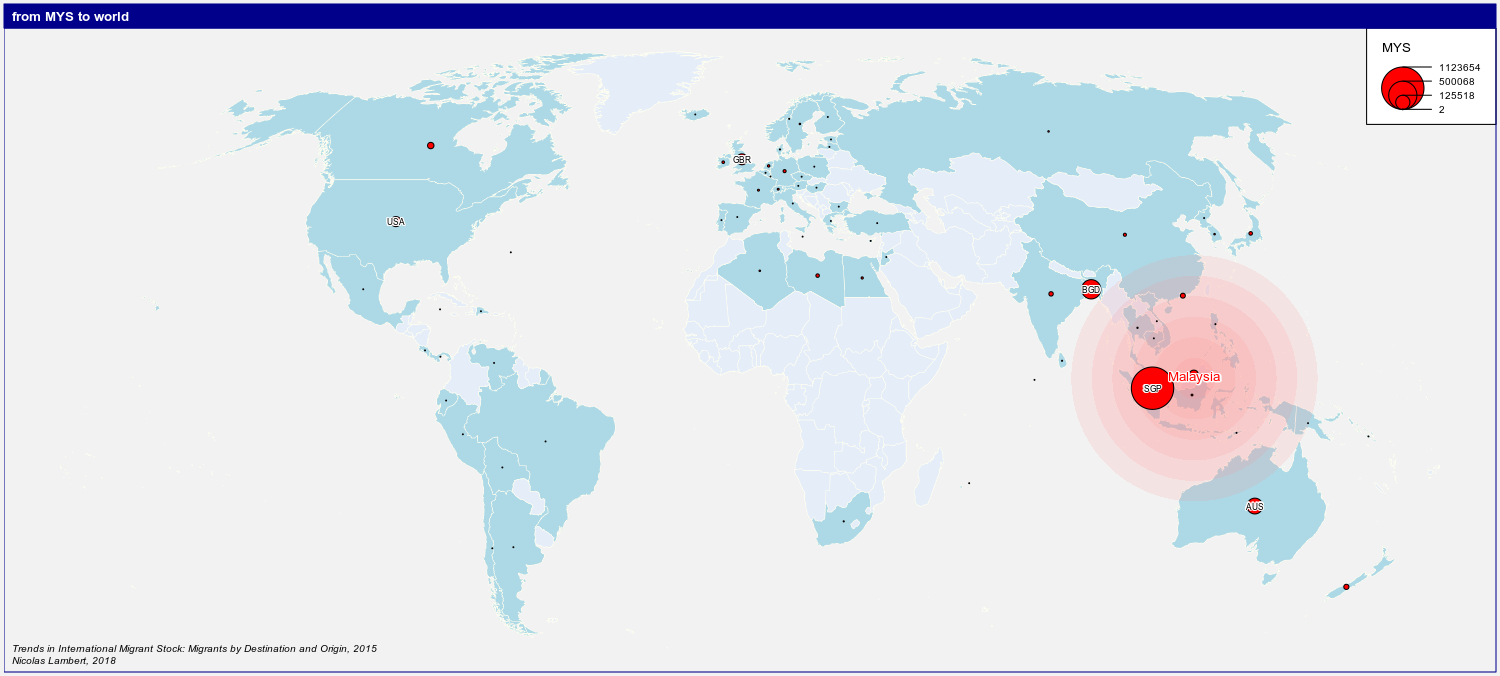 from MYS to world
MYS
1123654
500068
125518
2
GBR
USA
BGD
Malaysia
SGP
AUS
Trends in International Migrant Stock: Migrants by Destination and Origin, 2015
Nicolas Lambert, 2018